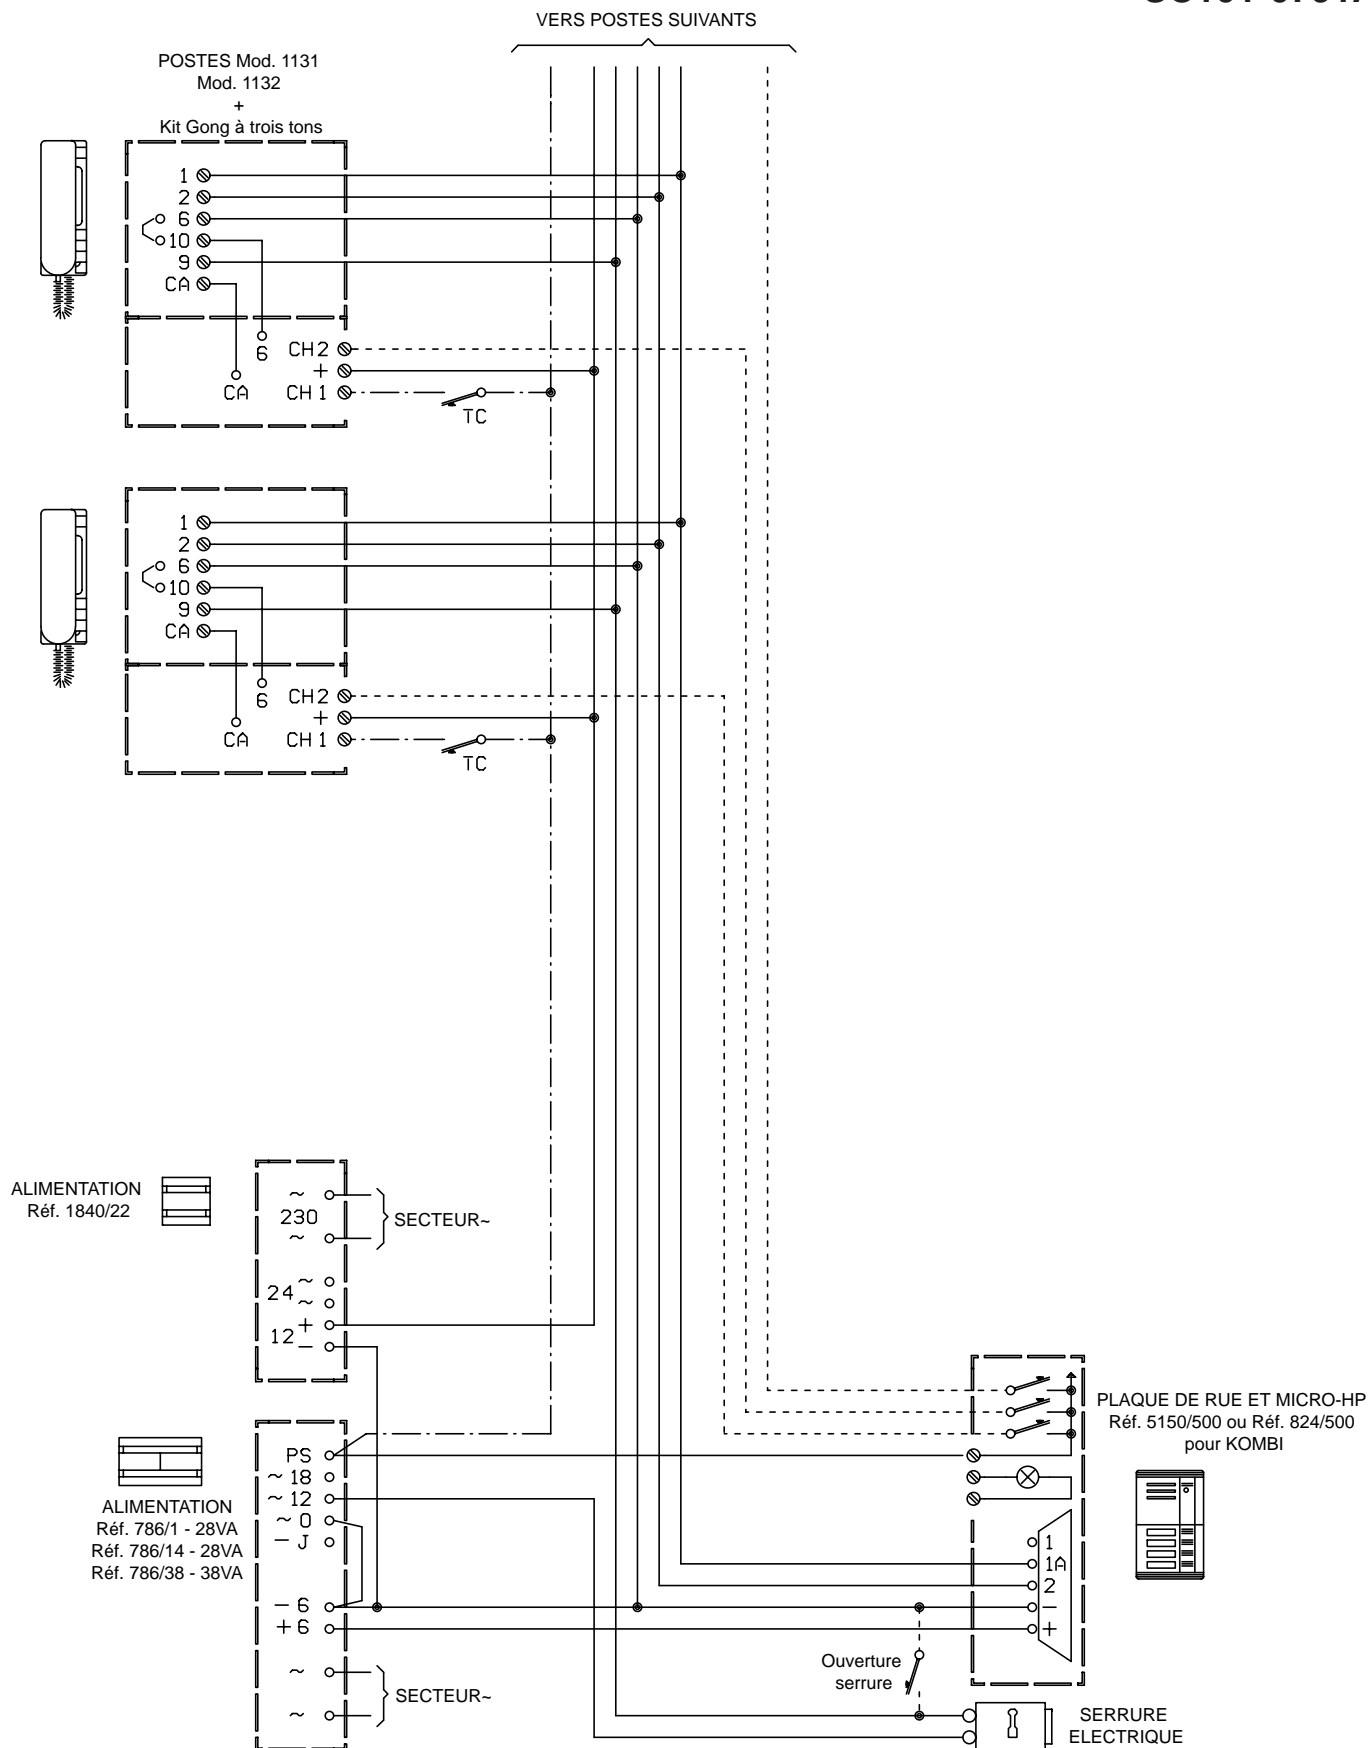 VERS POSTES SUIVANTS
POSTES Mod. 1131
Mod. 1132
+
Kit Gong à trois tons
1
2
6
10
9
CA
6
CA
CH2
+
CH1
TC
1
2
6
10
9
CA
6
CA
CH2
+
CH1
TC
ALIMENTATION
Réf. 1840/22
~
230
~
SECTEUR~
24 ~
~
12 +
–
ALIMENTATION
Réf. 786/1 - 28VA
Réf. 786/14 - 28VA
Réf. 786/38 - 38VA
PS
~ 18
~ 12
~ 0
– J
– 6
+ 6
~
~
SECTEUR~
PLAQUE DE RUE ET MICRO-HP
Réf. 5150/500 ou Réf. 824/500
pour KOMBI
1
1A
2
–
+
Ouverture
serrure
SERRURE
ELECTRIQUE